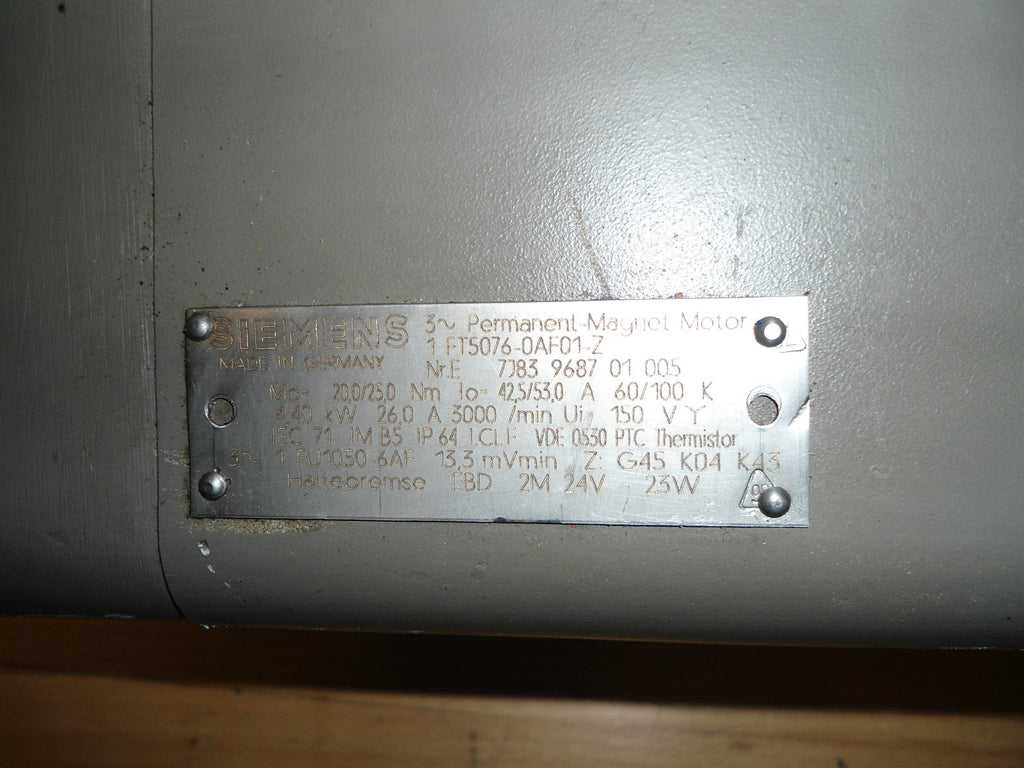 SIEMENS 3~ Permanent-Magnet Motor
1 FT5076-0AF01-Z
MADE IN GERMANY Nr.E 7J83 9687 01 005
Mo= 20,0/25,0 Nm Io= 42,5/53,0 A 60/100 K
4,40 kW 26,0 A 3000 /min Ui= 150 V Y
IEC 71 IM B5 IP 64 I.Cl.F VDE 0530 PTC Thermistor
3~ 1 FU1050-6AF 13,3 mVmin Z: G45 K04 K43
Haltebremse EBD 2M 24V - 23W